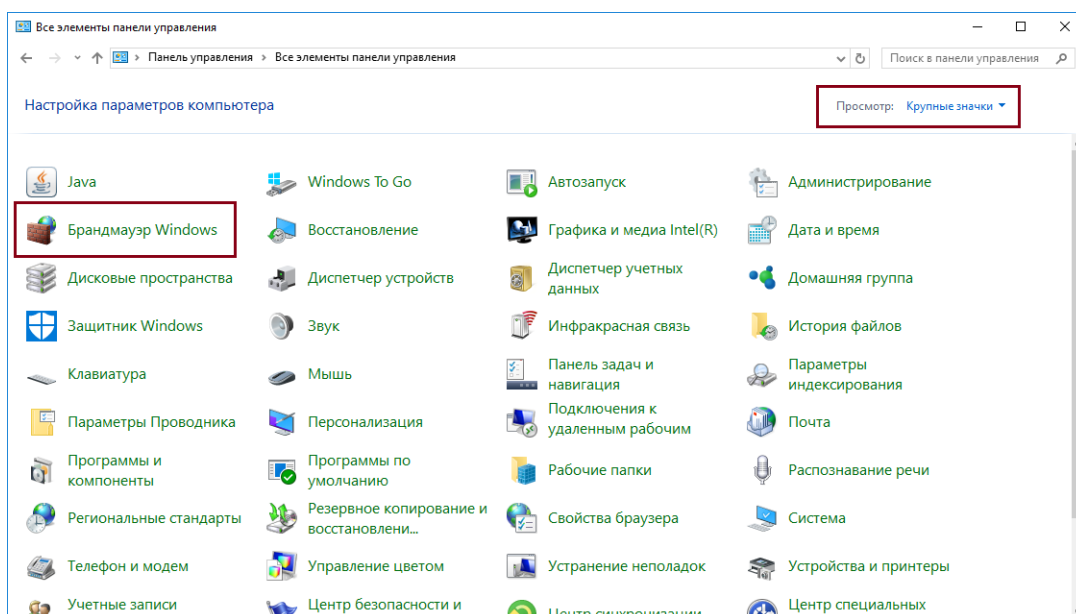 Все элементы панели управления
Панель управления > Все элементы панели управления
Поиск в панели управления
Настройка параметров компьютера
Просмотр: Крупные значки
Java
Windows To Go
Автозапуск
Администрирование
Брандмауэр Windows
Восстановление
Графика и медиа Intel(R)
Дата и время
Дисковые пространства
Диспетчер устройств
Диспетчер учетных
данных
Домашняя группа
Защитник Windows
Звук
Инфракрасная связь
История файлов
Клавиатура
Мышь
Панель задач и
навигация
Параметры
индексирования
Параметры Проводника
Персонализация
Подключения к
удаленным рабочим
Почта
Программы и
компоненты
Программы по
умолчанию
Рабочие папки
Распознавание речи
Региональные стандарты
Резервное копирование и
восстановлени...
Свойства браузера
Система
Телефон и модем
Управление цветом
Устранение неполадок
Устройства и принтеры
Учетные записи
Центр безопасности и
Центр синхронизации
Центр специальных